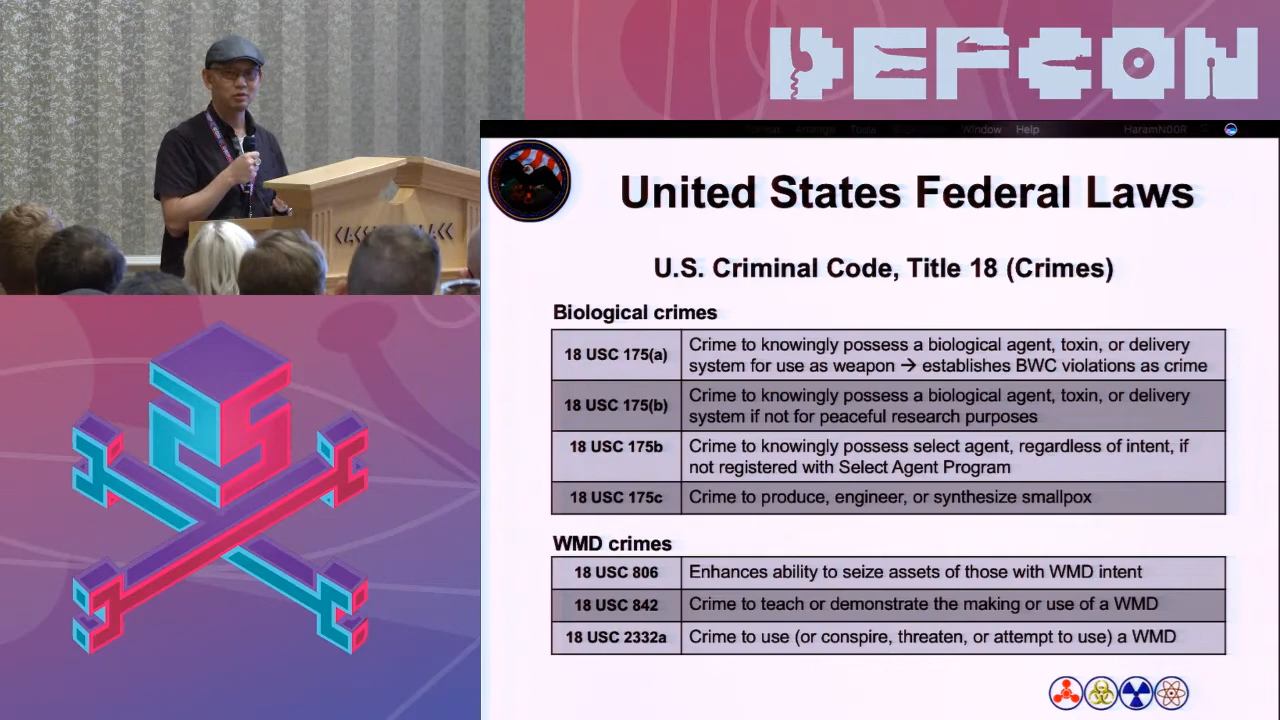 DEFCON
Window Help HaramN00R
United States Federal Laws
U.S. Criminal Code, Title 18 (Crimes)
Biological crimes
18 USC 175(a)
Crime to knowingly possess a biological agent, toxin, or delivery
system for use as weapon → establishes BWC violations as crime
18 USC 175(b)
Crime to knowingly possess a biological agent, toxin, or delivery
system if not for peaceful research purposes
18 USC 175b
Crime to knowingly possess select agent, regardless of intent, if
not registered with Select Agent Program
18 USC 175c
Crime to produce, engineer, or synthesize smallpox
WMD crimes
18 USC 806
Enhances ability to seize assets of those with WMD intent
18 USC 842
Crime to teach or demonstrate the making or use of a WMD
18 USC 2332a
Crime to use (or conspire, threaten, or attempt to use) a WMD